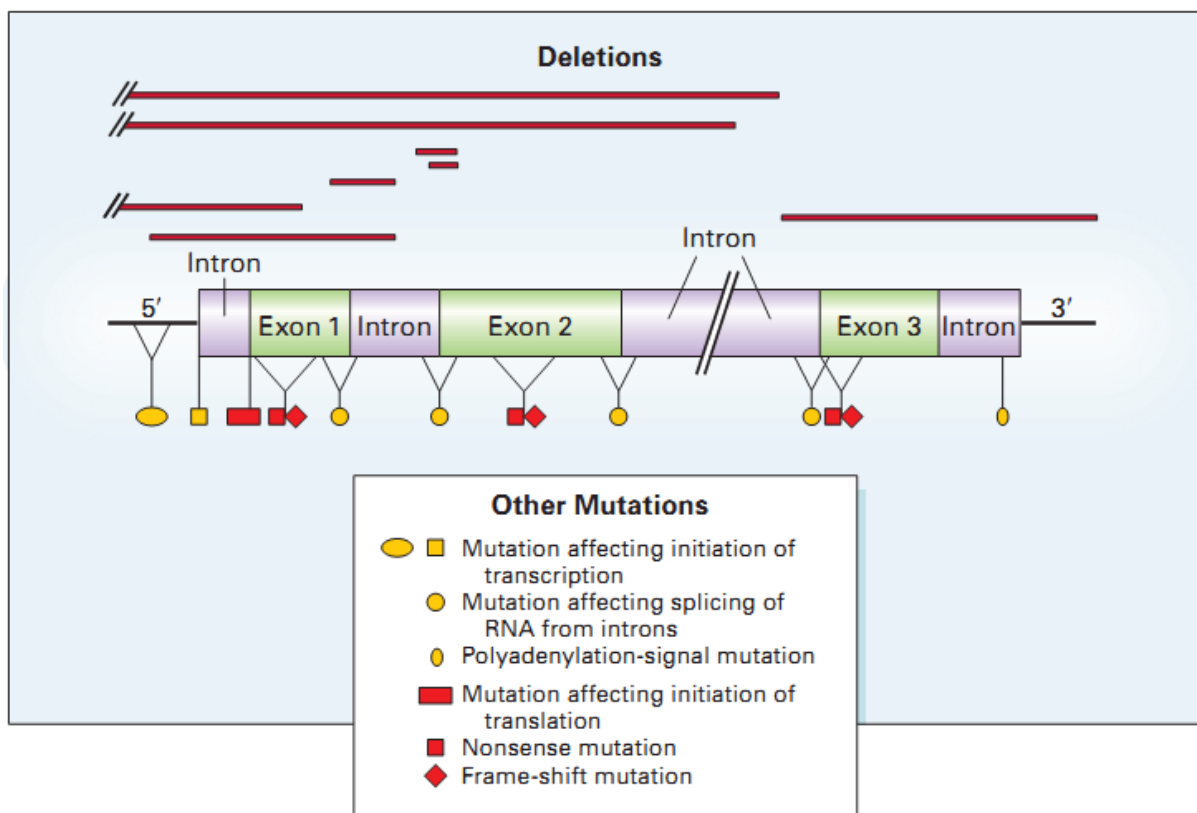 Deletions
Intron
Intron
5′
Exon 1
Intron
Exon 2
Exon 3
Intron
3′
Other Mutations
Mutation affecting initiation of
transcription
Mutation affecting splicing of
RNA from introns
Polyadenylation-signal mutation
Mutation affecting initiation of
translation
Nonsense mutation
Frame-shift mutation